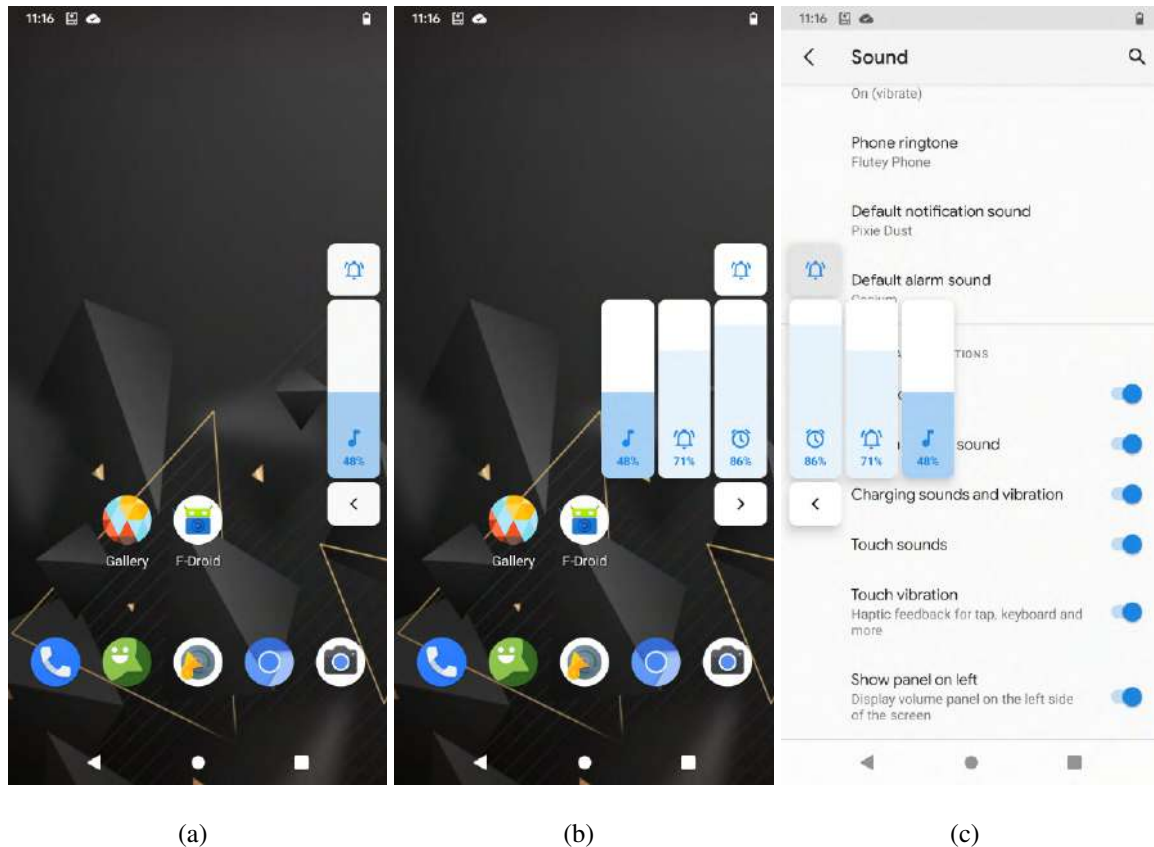 11:16
48%
Gallery F-Droid
(a)
11:16
48% 71% 86%
Gallery F-Droid
(b)
11:16
Sound
On (vibrate)
Phone ringtone
Flutey Phone
Default notification sound
Pixie Dust
Default alarm sound
TIONS
sound
86% 71% 48%
Charging sounds and vibration
Touch sounds
Touch vibration
Haptic feedback for tap, keyboard and
more
Show panel on left
Display volume panel on the left side
of the screen
(c)